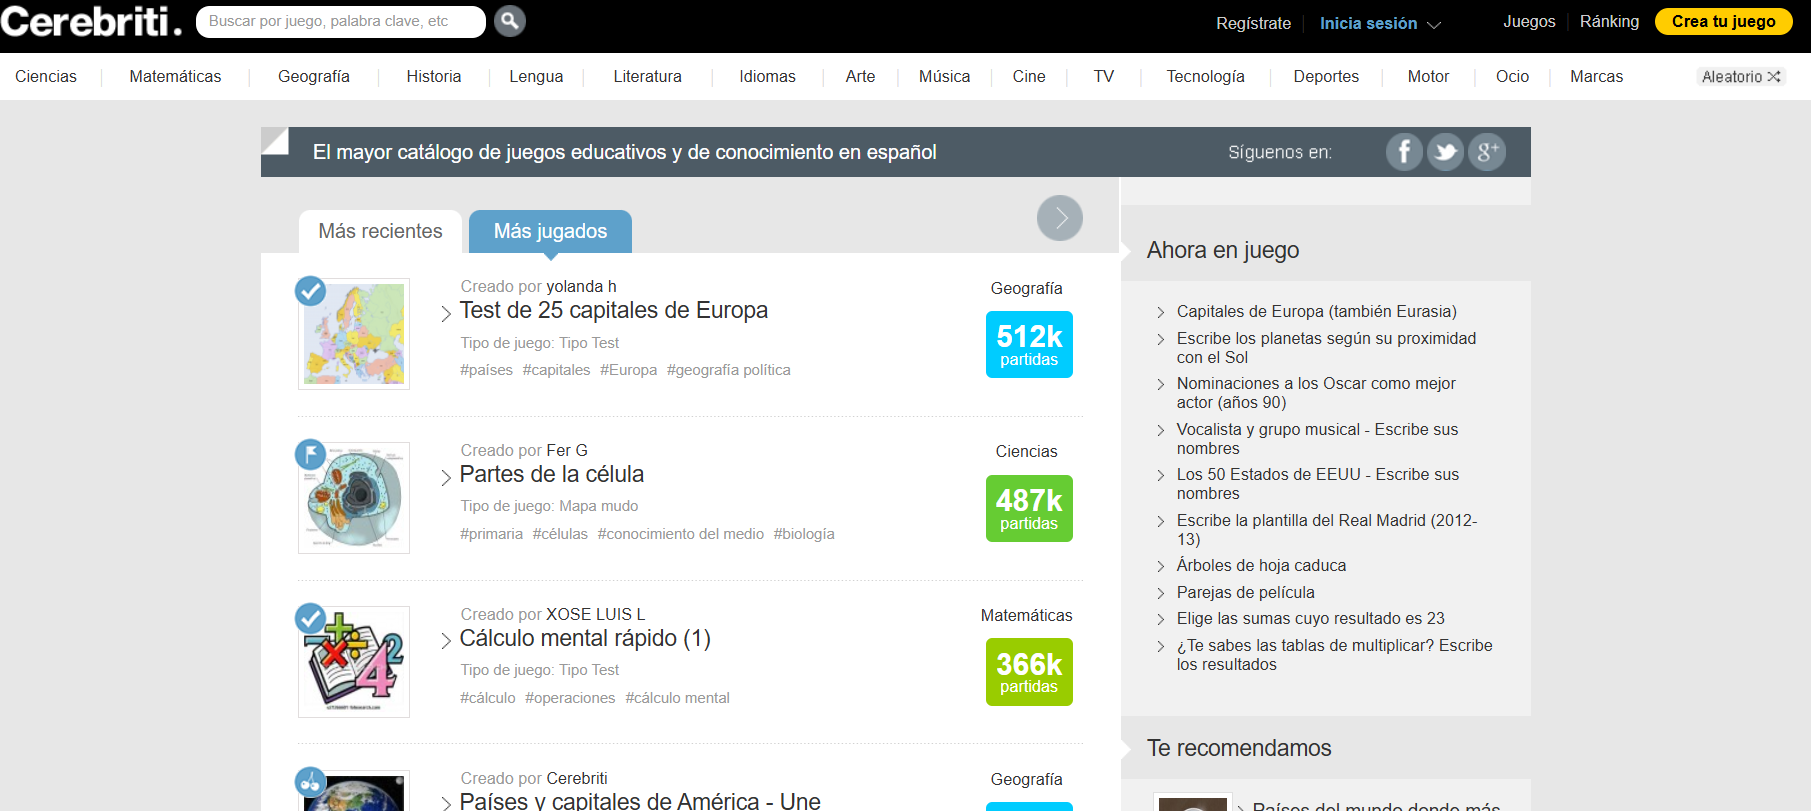 Cerebriti.
Buscar por juego, palabra clave, etc
Regístrate
Inicia sesión
Juegos
Ránking
Crea tu juego
Ciencias
Matemáticas
Geografía
Historia
Lengua
Literatura
Idiomas
Arte
Música
Cine
TV
Tecnología
Deportes
Motor
Ocio
Marcas
Aleatorio
El mayor catálogo de juegos educativos y de conocimiento en español
Síguenos en:
Más recientes
Más jugados
Creado por yolanda h
Test de 25 capitales de Europa
Tipo de juego: Tipo Test
#países #capitales #Europa #geografía política
Geografía
512k
partidas
Creado por Fer G
Partes de la célula
Tipo de juego: Mapa mudo
#primaria #células #conocimiento del medio #biología
Ciencias
487k
partidas
Creado por XOSE LUIS L
Cálculo mental rápido (1)
Tipo de juego: Tipo Test
#cálculo #operaciones #cálculo mental
Matemáticas
366k
partidas
Creado por Cerebriti
Países y capitales de América - Une
Geografía
Ahora en juego
Capitales de Europa (también Eurasia)
Escribe los planetas según su proximidad
con el Sol
Nominaciones a los Oscar como mejor
actor (años 90)
Vocalista y grupo musical - Escribe sus
nombres
Los 50 Estados de EEUU - Escribe sus
nombres
Escribe la plantilla del Real Madrid (2012-
13)
Árboles de hoja caduca
Parejas de película
Elige las sumas cuyo resultado es 23
¿Te sabes las tablas de multiplicar? Escribe
los resultados
Te recomendamos
Países del mundo donde más